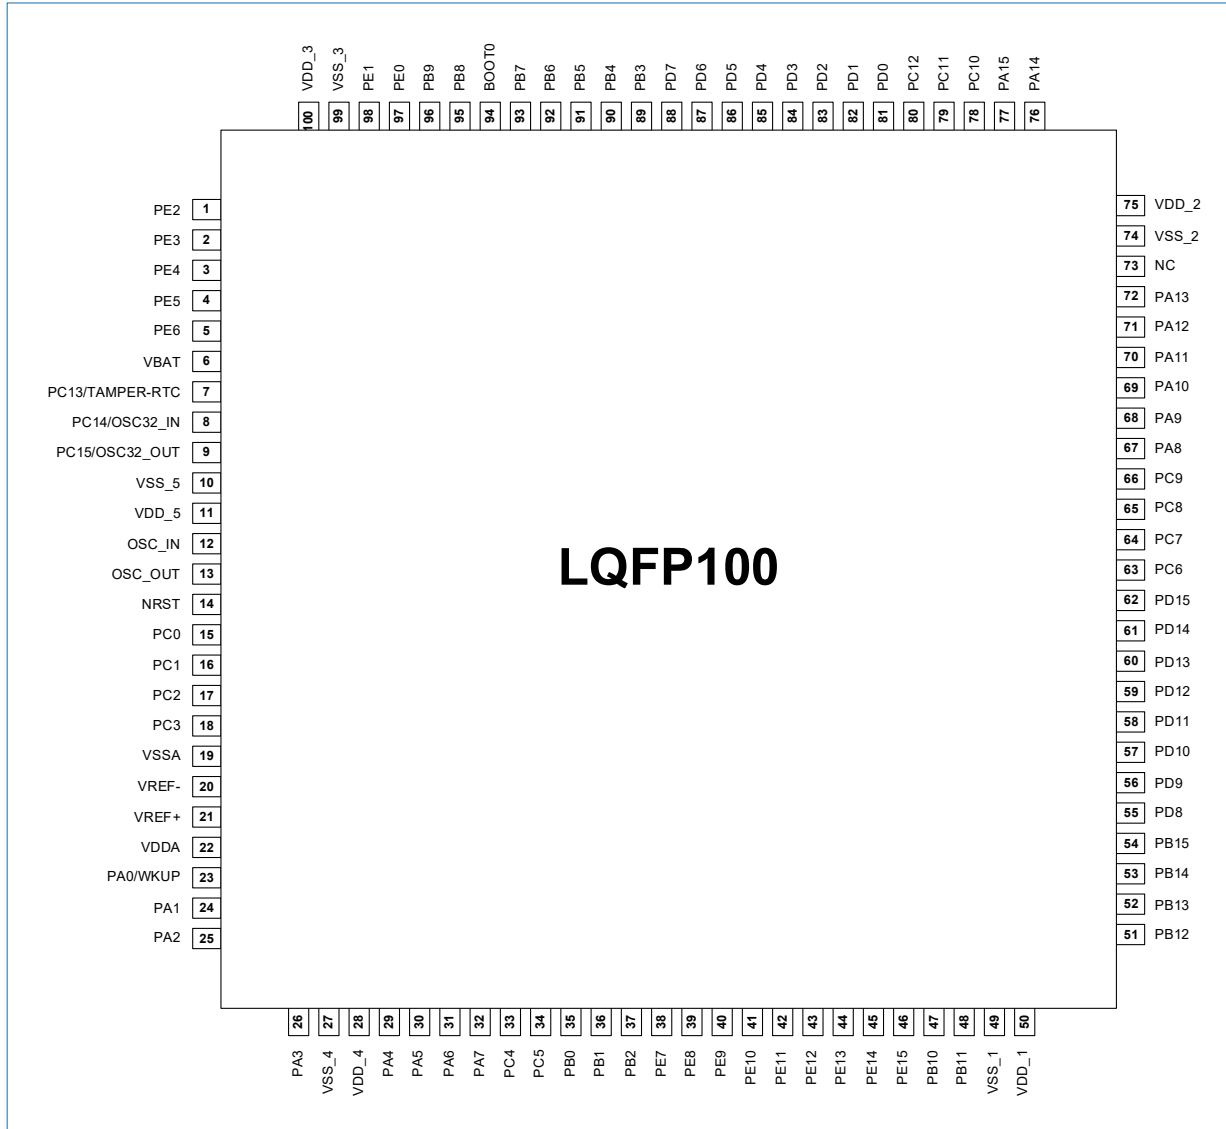 VDD_3 VSS_3 PE1 PE0 PB9 PB8 BOOT0 PB7 PB6 PB5 PB4 PB3 PD7 PD6 PD5 PD4 PD3 PD2 PD1 PD0 PC12 PC11 PC10 PA15 PA14
100 99 98 97 96 95 94 93 92 91 90 89 88 87 86 85 84 83 82 81 80 79 78 77 76
PE2 1
PE3 2
PE4 3
PE5 4
PE6 5
VBAT 6
PC13/TAMPER-RTC 7
PC14/OSC32_IN 8
PC15/OSC32_OUT 9
VSS_5 10
VDD_5 11
OSC_IN 12
OSC_OUT 13
NRST 14
PC0 15
PC1 16
PC2 17
PC3 18
VSSA 19
VREF- 20
VREF+ 21
VDDA 22
PA0/WKUP 23
PA1 24
PA2 25
LQFP100
75 VDD_2
74 VSS_2
73 NC
72 PA13
71 PA12
70 PA11
69 PA10
68 PA9
67 PA8
66 PC9
65 PC8
64 PC7
63 PC6
62 PD15
61 PD14
60 PD13
59 PD12
58 PD11
57 PD10
56 PD9
55 PD8
54 PB15
53 PB14
52 PB13
51 PB12
26 27 28 29 30 31 32 33 34 35 36 37 38 39 40 41 42 43 44 45 46 47 48 49 50
PA3 VSS_4 VDD_4 PA4 PA5 PA6 PA7 PC4 PC5 PB0 PB1 PB2 PE7 PE8 PE9 PE10 PE11 PE12 PE13 PE14 PE15 PB10 PB11 VSS_1 VDD_1